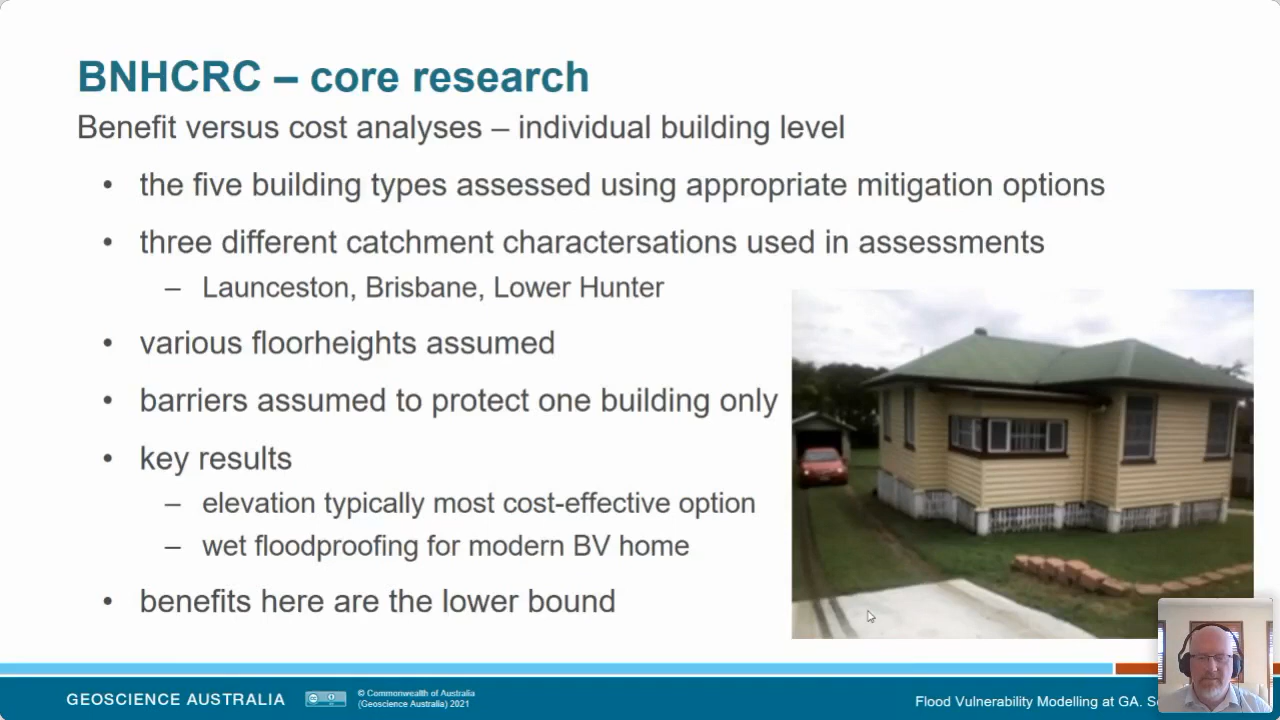 BNHCRC – core research
Benefit versus cost analyses – individual building level
• the five building types assessed using appropriate mitigation options
• three different catchment charactersations used in assessments
– Launceston, Brisbane, Lower Hunter
• various floorheights assumed
• barriers assumed to protect one building only
• key results
– elevation typically most cost-effective option
– wet floodproofing for modern BV home
• benefits here are the lower bound
GEOSCIENCE AUSTRALIA
© Commonwealth of Australia
(Geoscience Australia) 2021
Flood Vulnerability Modelling at GA.